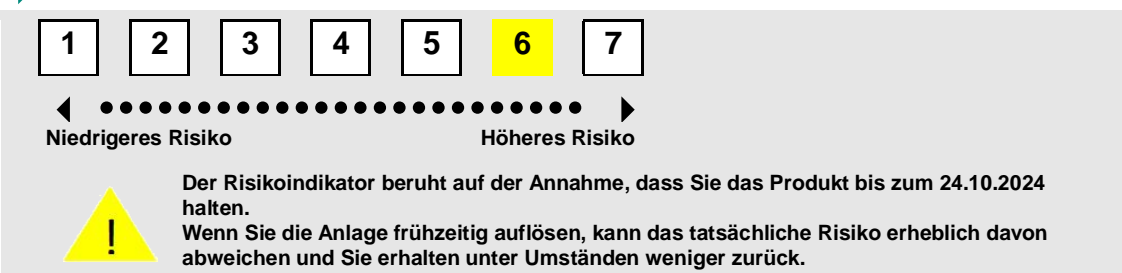 1 2 3 4 5 6 7
Niedrigeres Risiko Höheres Risiko
Der Risikoindikator beruht auf der Annahme, dass Sie das Produkt bis zum 24.10.2024
halten.
!
Wenn Sie die Anlage frühzeitig auflösen, kann das tatsächliche Risiko erheblich davon
abweichen und Sie erhalten unter Umständen weniger zurück.